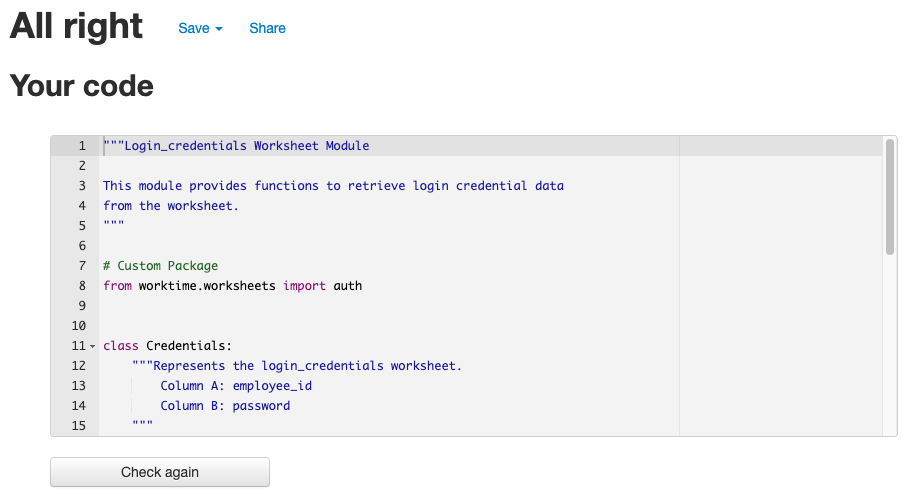 All right Save Share
Your code
1 """Login_credentials Worksheet Module
2
3 This module provides functions to retrieve login credential data
4 from the worksheet.
5 """
6
7 # Custom Package
8 from worktime.worksheets import auth
9
10
11 class Credentials:
12 """Represents the login_credentials worksheet.
13 Column A: employee_id
14 Column B: password
15 """
Check again